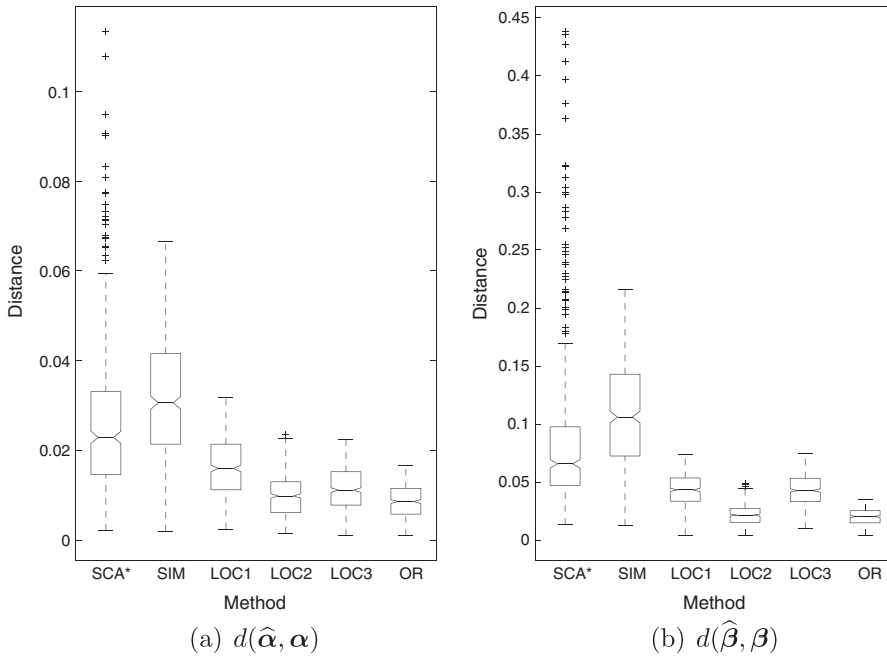 0.1
0.08
0.06
0.04
0.02
0
Distance
SCA* SIM LOC1 LOC2 LOC3 OR
Method
(a) d(α̂, α)
0.45
0.4
0.35
0.3
0.25
0.2
0.15
0.1
0.05
0
Distance
SCA* SIM LOC1 LOC2 LOC3 OR
Method
(b) d(β̂, β)